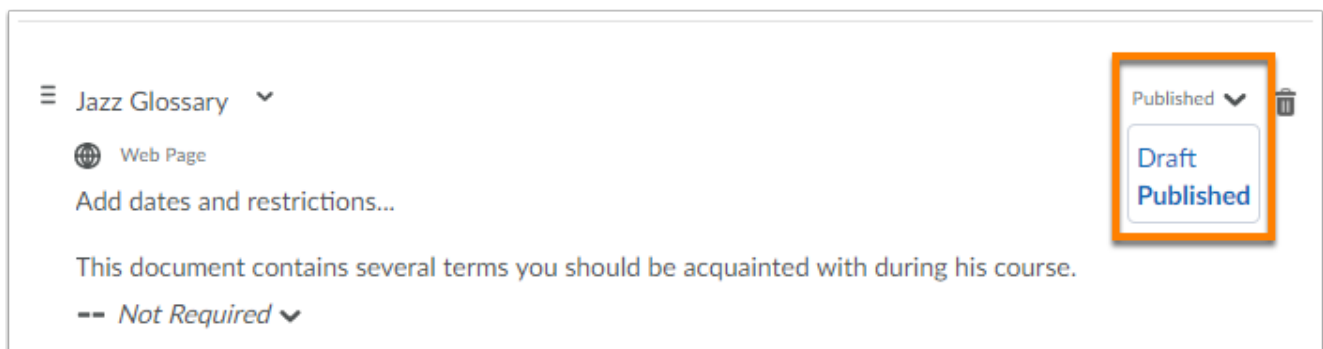 Jazz Glossary
Published
Web Page
Draft
Published
Add dates and restrictions...
This document contains several terms you should be acquainted with during his course.
-- Not Required